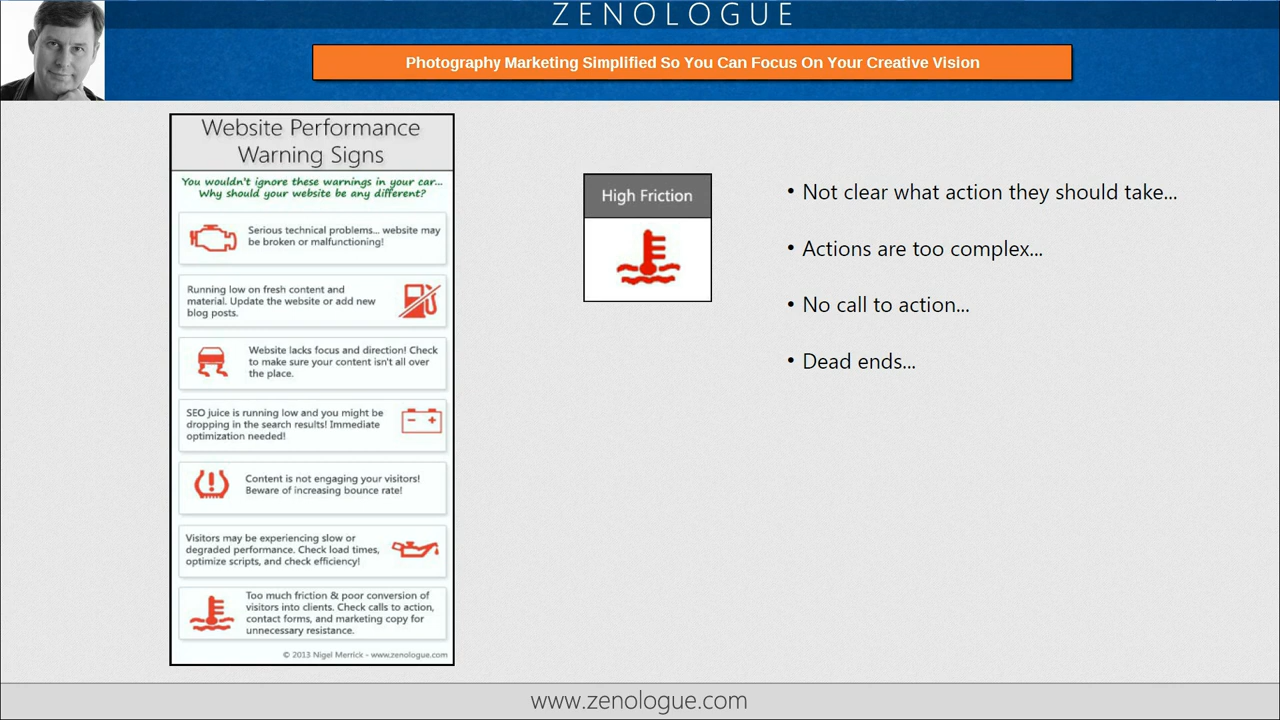 ZENOLOGUE
Photography Marketing Simplified So You Can Focus On Your Creative Vision
Website Performance
Warning Signs
You wouldn't ignore these warnings in your car...
Why should your website be any different?
Serious technical problems... website may
be broken or malfunctioning!
Running low on fresh content and
material. Update the website or add new
blog posts.
Website lacks focus and direction! Check
to make sure your content isn't all over
the place.
SEO juice is running low and you might be
dropping in the search results! Immediate
optimization needed!
Content is not engaging your visitors!
Beware of increasing bounce rate!
Visitors may be experiencing slow or
degraded performance. Check load times,
optimize scripts, and check efficiency!
Too much friction & poor conversion of
visitors into clients. Check calls to action,
contact forms, and marketing copy for
unnecessary resistance.
© 2013 Nigel Merrick - www.zenologue.com
High Friction
• Not clear what action they should take...
• Actions are too complex...
• No call to action...
• Dead ends...
www.zenologue.com